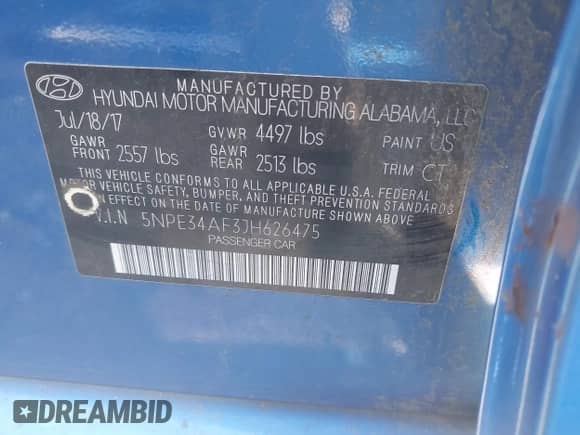 MANUFACTURED BY
HYUNDAI MOTOR MANUFACTURING ALABAMA, LLC
Jul/18/17 GVWR 4497 lbs PAINT US
GAWR FRONT 2557 lbs GAWR REAR 2513 lbs TRIM CT
THIS VEHICLE CONFORMS TO ALL APPLICABLE U.S.A. FEDERAL
MOTOR VEHICLE SAFETY, BUMPER, AND THEFT PREVENTION STANDARDS
IN EFFECT ON THE DATE OF MANUFACTURE SHOWN ABOVE
V.I.N 5NPE34AF3JH626475
PASSENGER CAR
DREAMBID